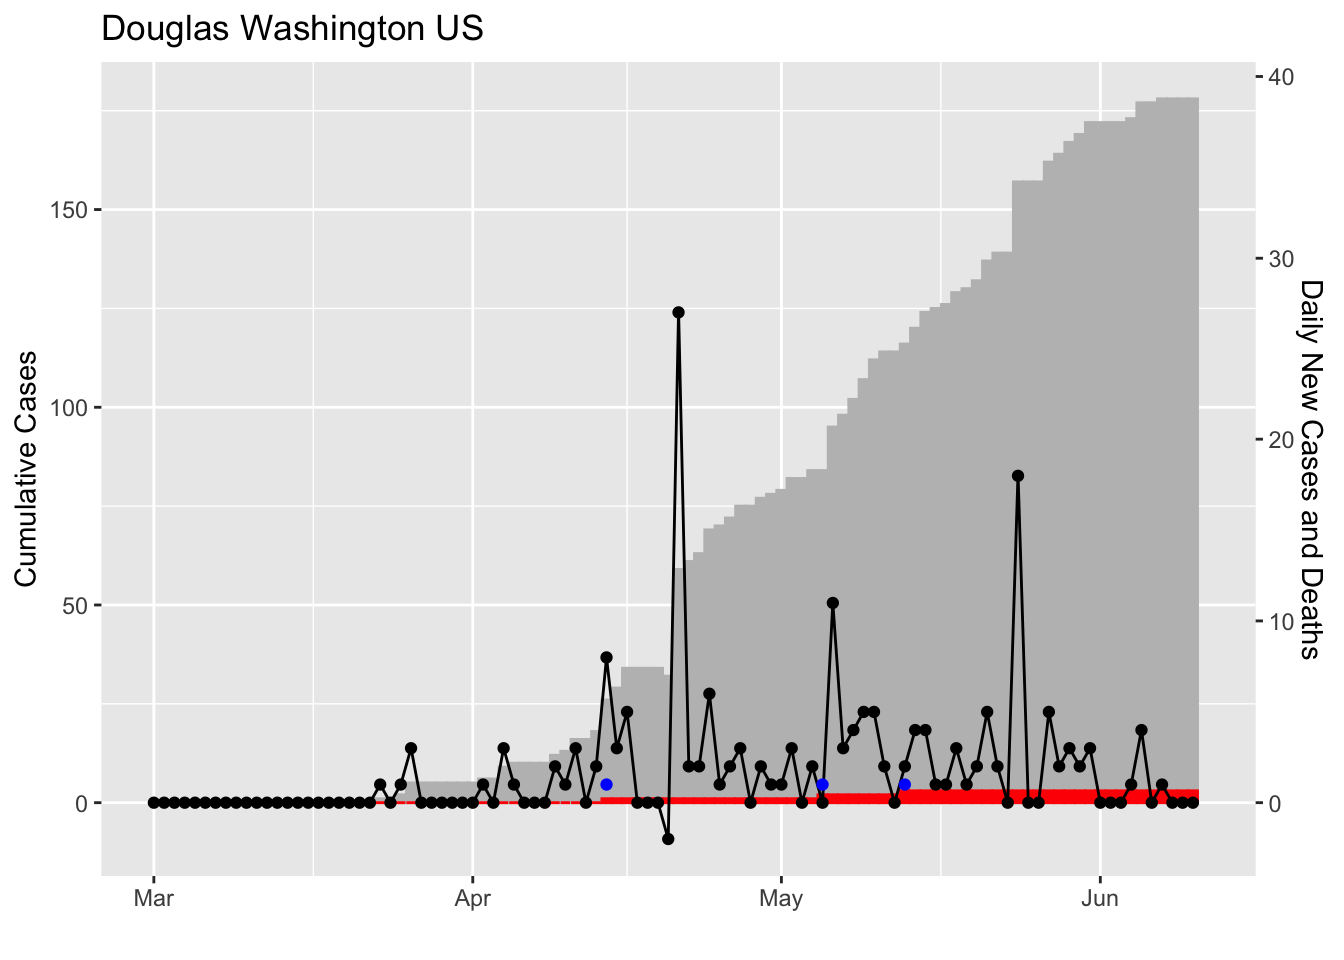 Douglas Washington US
Cumulative Cases
150
100
50
0
40
30
20
10
0
Daily New Cases and Deaths
Mar
Apr
May
Jun